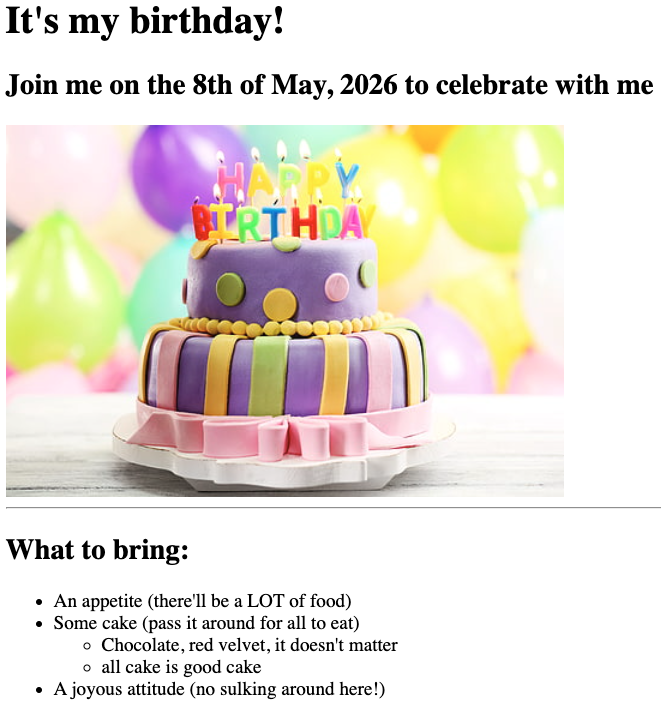 It's my birthday!
Join me on the 8th of May, 2026 to celebrate with me
HAPPY
BIRTHDAY
What to bring:
An appetite (there'll be a LOT of food)
Some cake (pass it around for all to eat)
Chocolate, red velvet, it doesn't matter
all cake is good cake
A joyous attitude (no sulking around here!)